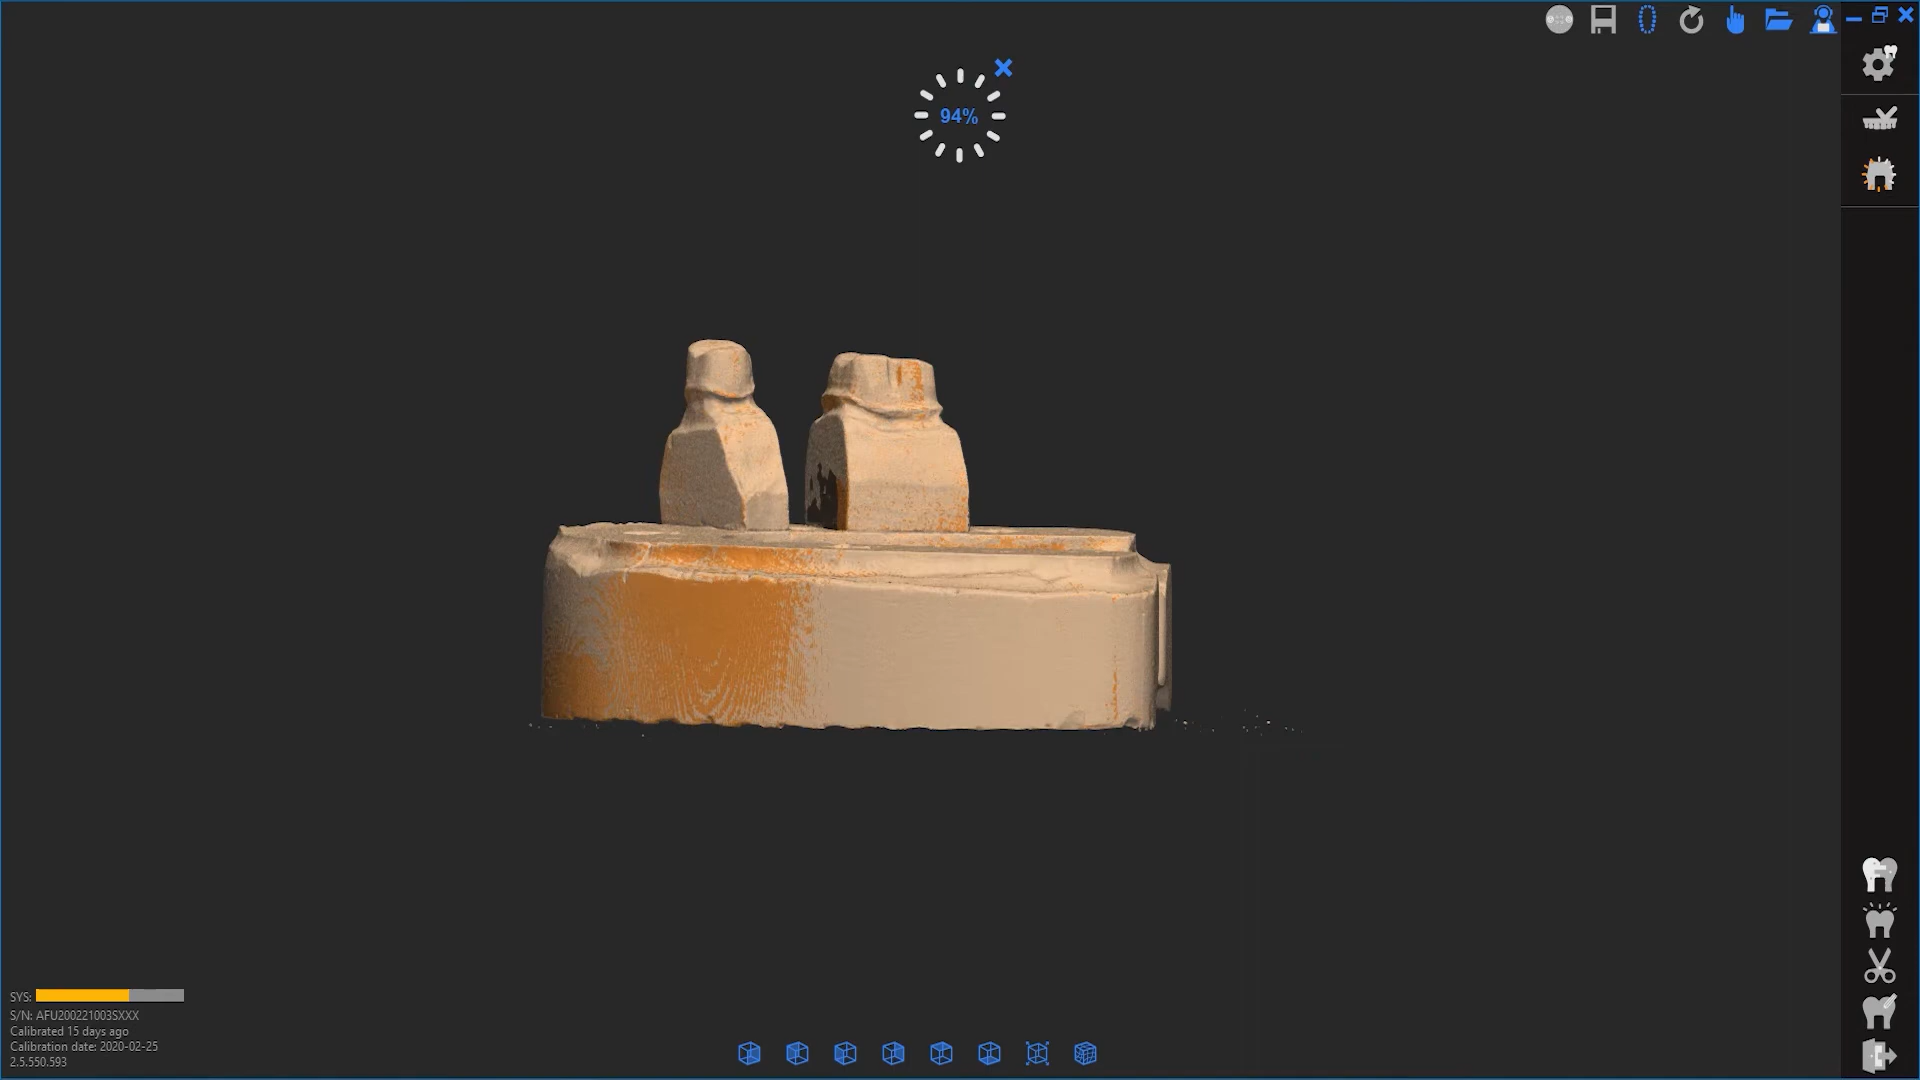 94%
SYS:
S/N: AFU200221003SXXX
Calibrated 15 days ago
Calibration date: 2020-02-25
2.5.550.593